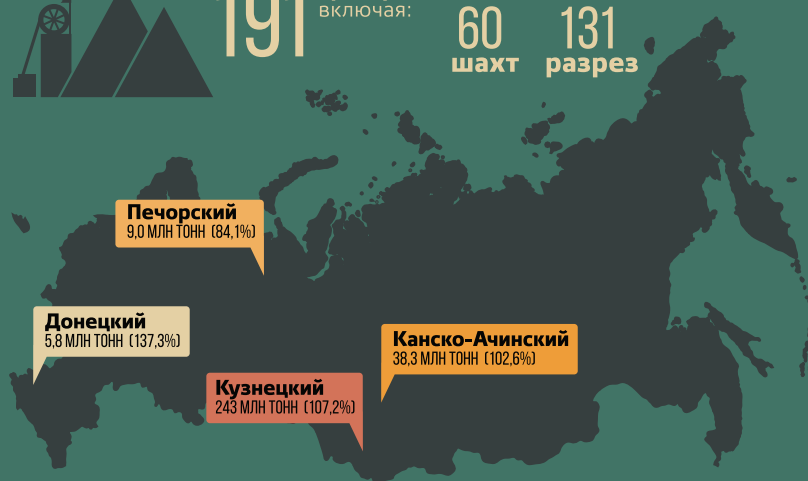 191
включая:
60
шахт
131
разрез
Печорский
9,0 МЛН ТОНН (84,1%)
Донецкий
5,8 МЛН ТОНН (137,3%)
Канско-Ачинский
38,3 МЛН ТОНН (102,6%)
Кузнецкий
243 МЛН ТОНН (107,2%)